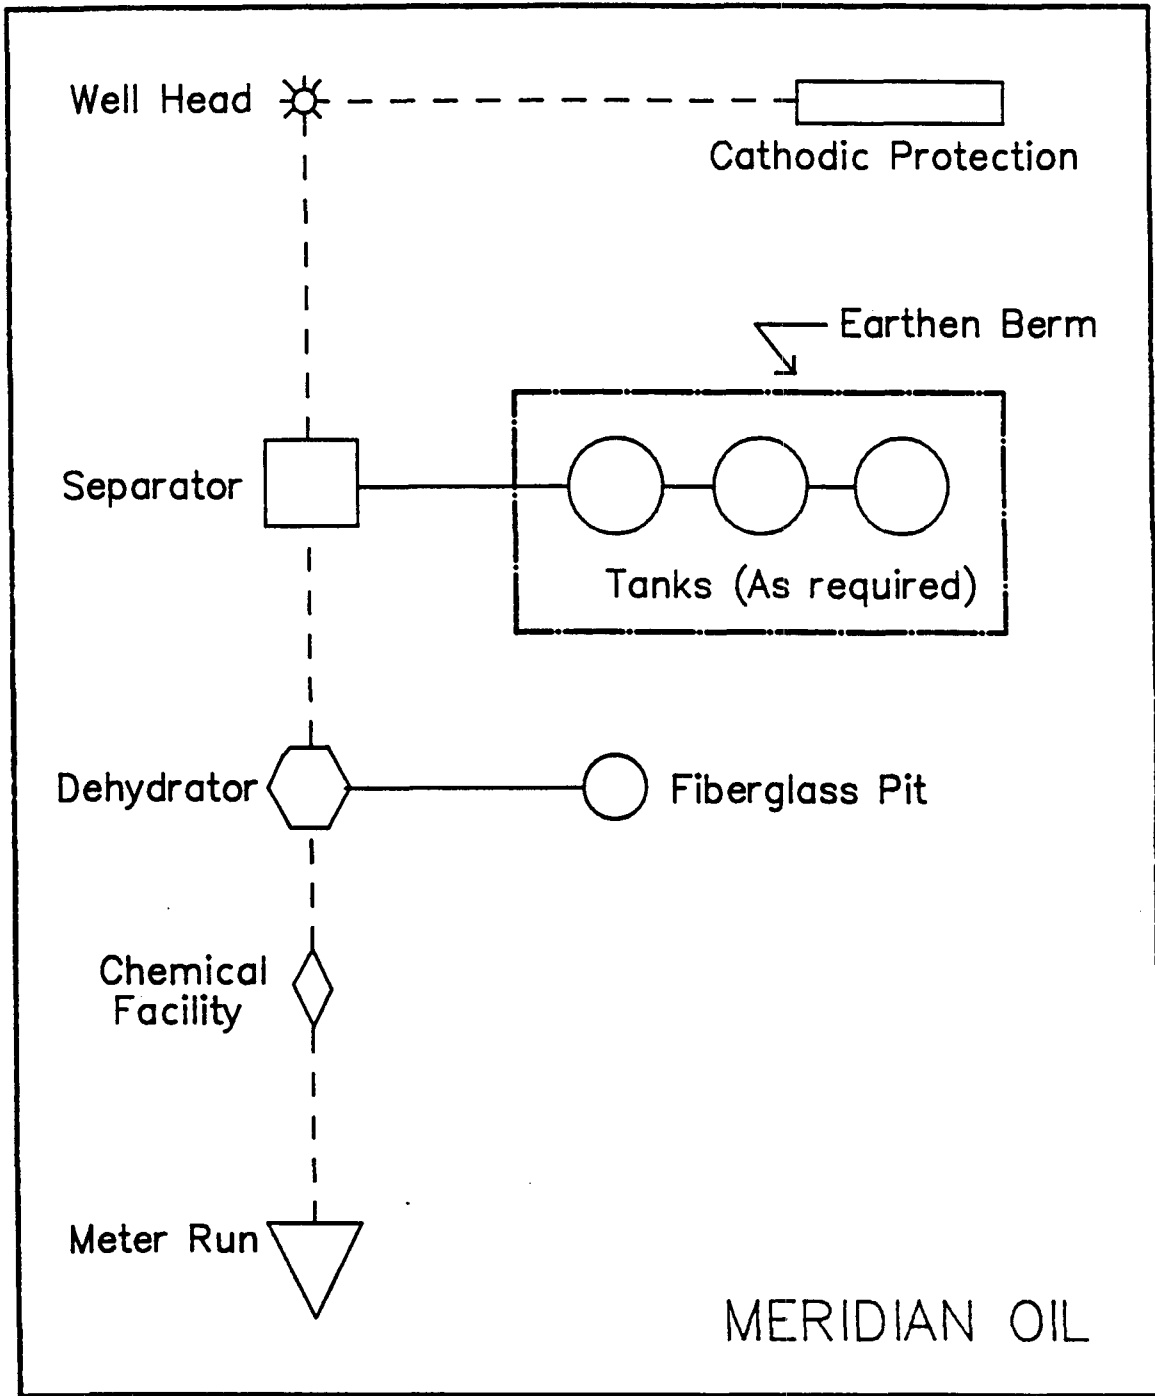 Well Head
Cathodic Protection
Earthen Berm
Separator
Tanks (As required)
Dehydrator
Fiberglass Pit
Chemical
Facility
Meter Run
MERIDIAN OIL